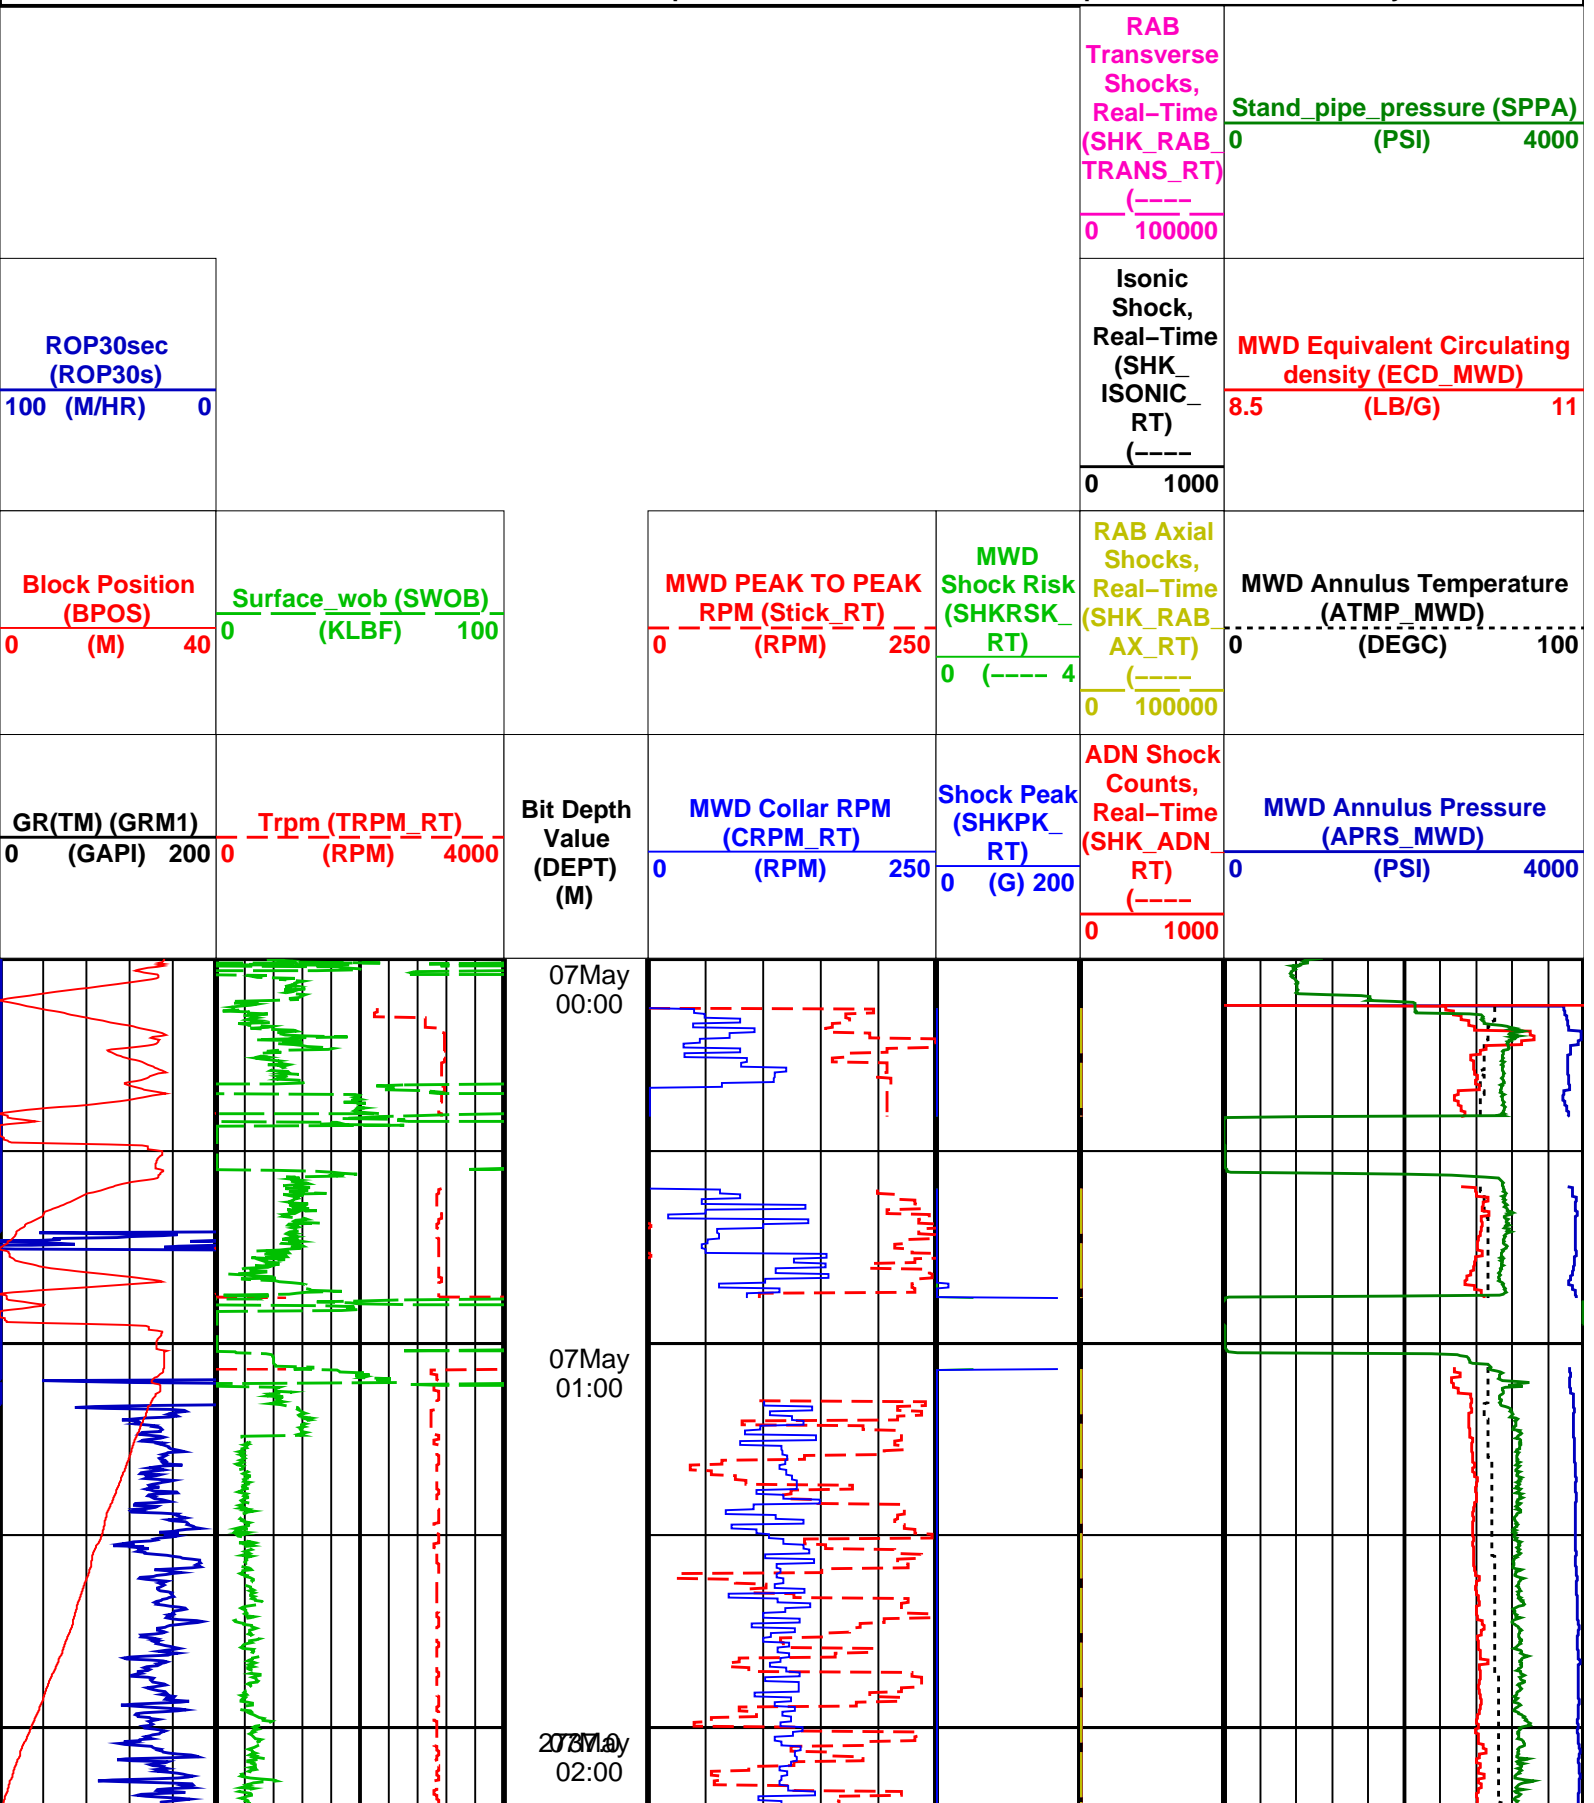 RAB
Transverse
Shocks,
Real−Time
(SHK_RAB_
TRANS_RT)
(−−−−
0 100000
Stand_pipe_pressure (SPPA)
0 (PSI) 4000
ROP30sec
(ROP30s)
100 (M/HR) 0
Isonic
Shock,
Real−Time
(SHK_
ISONIC_
RT)
(−−−−
0 1000
MWD Equivalent Circulating
density (ECD_MWD)
8.5 (LB/G) 11
Block Position
(BPOS)
0 (M) 40
Surface_wob (SWOB)
0 (KLBF) 100
MWD PEAK TO PEAK
RPM (Stick_RT)
0 (RPM) 250
MWD
Shock Risk
(SHKRSK_
RT)
0 (−−−− 4
RAB Axial
Shocks,
Real−Time
(SHK_RAB_
AX_RT)
(−−−−
0 100000
MWD Annulus Temperature
(ATMP_MWD)
0 (DEGC) 100
GR(TM) (GRM1)
0 (GAPI) 200
Trpm (TRPM_RT)
0 (RPM) 4000
Bit Depth
Value
(DEPT)
(M)
MWD Collar RPM
(CRPM_RT)
0 (RPM) 250
Shock Peak
(SHKPK_
RT)
0 (G) 200
ADN Shock
Counts,
Real−Time
(SHK_ADN_
RT)
(−−−−
0 1000
MWD Annulus Pressure
(APRS_MWD)
0 (PSI) 4000
07May
00:00
07May
01:00
07May
02:00